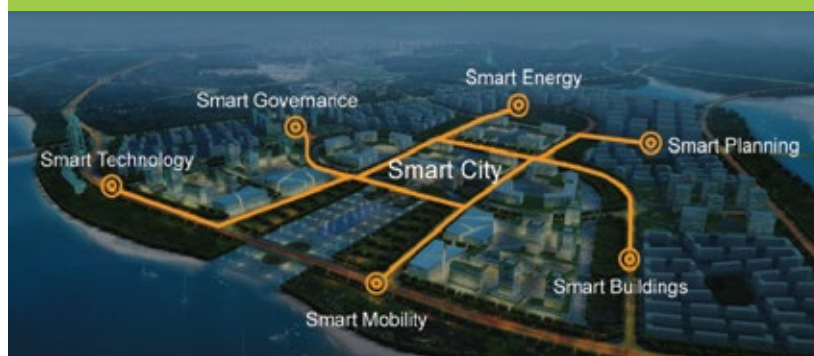 Smart Energy
Smart Governance
Smart Planning
Smart Technology
Smart City
Smart Buildings
Smart Mobility